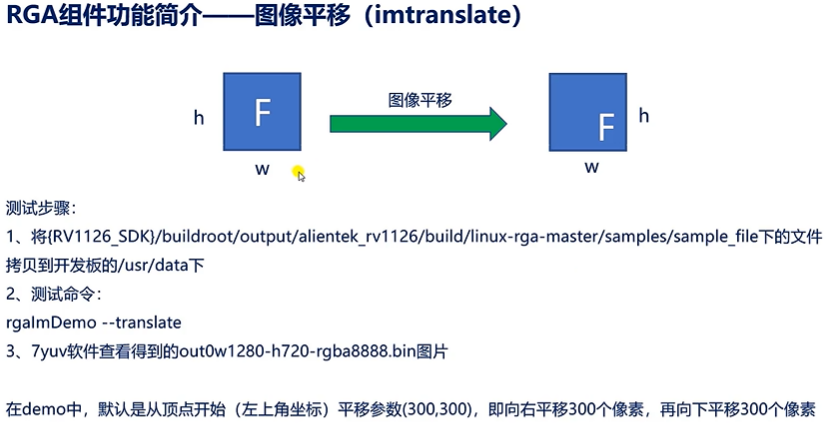 RGA组件功能简介——图像平移（imtranslate）
图像平移
h
F
F
h
w
w
测试步骤：
1、将{RV1126_SDK}/buildroot/output/alientek_rv1126/build/linux-rga-master/samples/sample_file下的文件
拷贝到开发板的/usr/data下
2、测试命令：
rgaImDemo --translate
3、7yuv软件查看得到的out0w1280-h720-rgba8888.bin图片
在demo中，默认是从顶点开始（左上角坐标）平移参数(300,300)，即向右平移300个像素，再向下平移300个像素